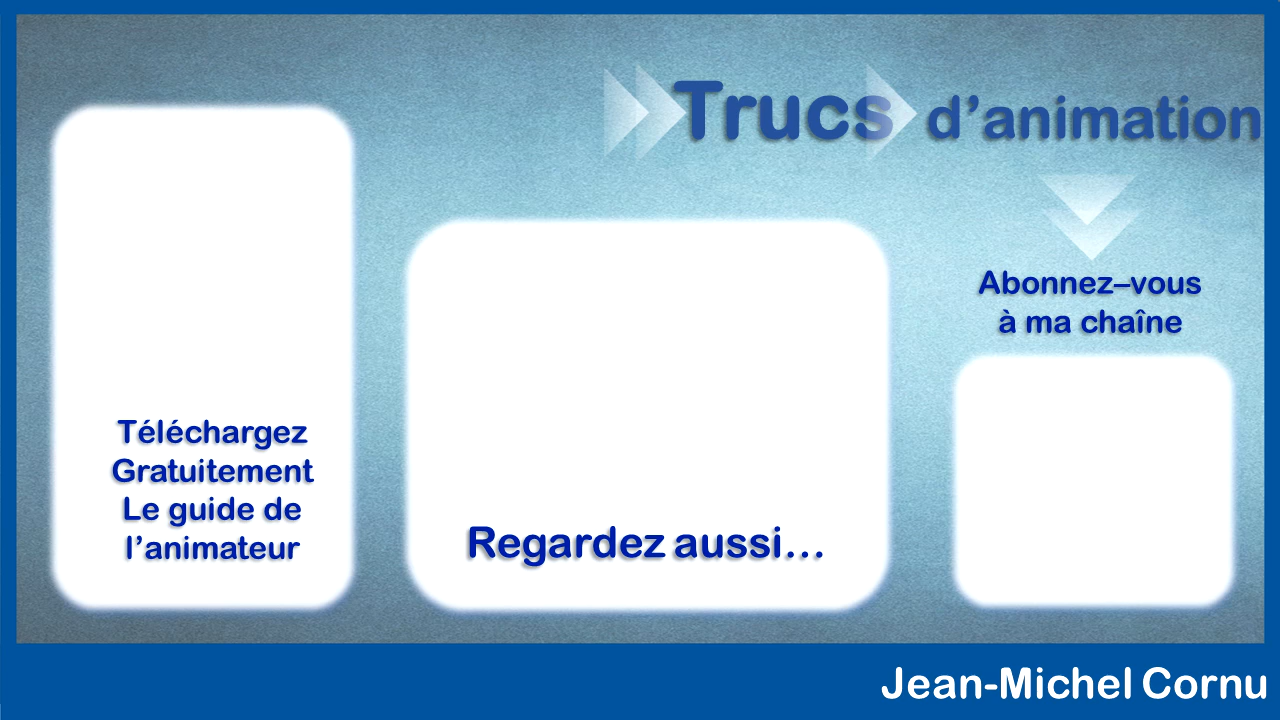 Trucs d’animation
Abonnez–vous
à ma chaîne
Téléchargez
Gratuitement
Le guide de
l’animateur
Regardez aussi…
Jean-Michel Cornu